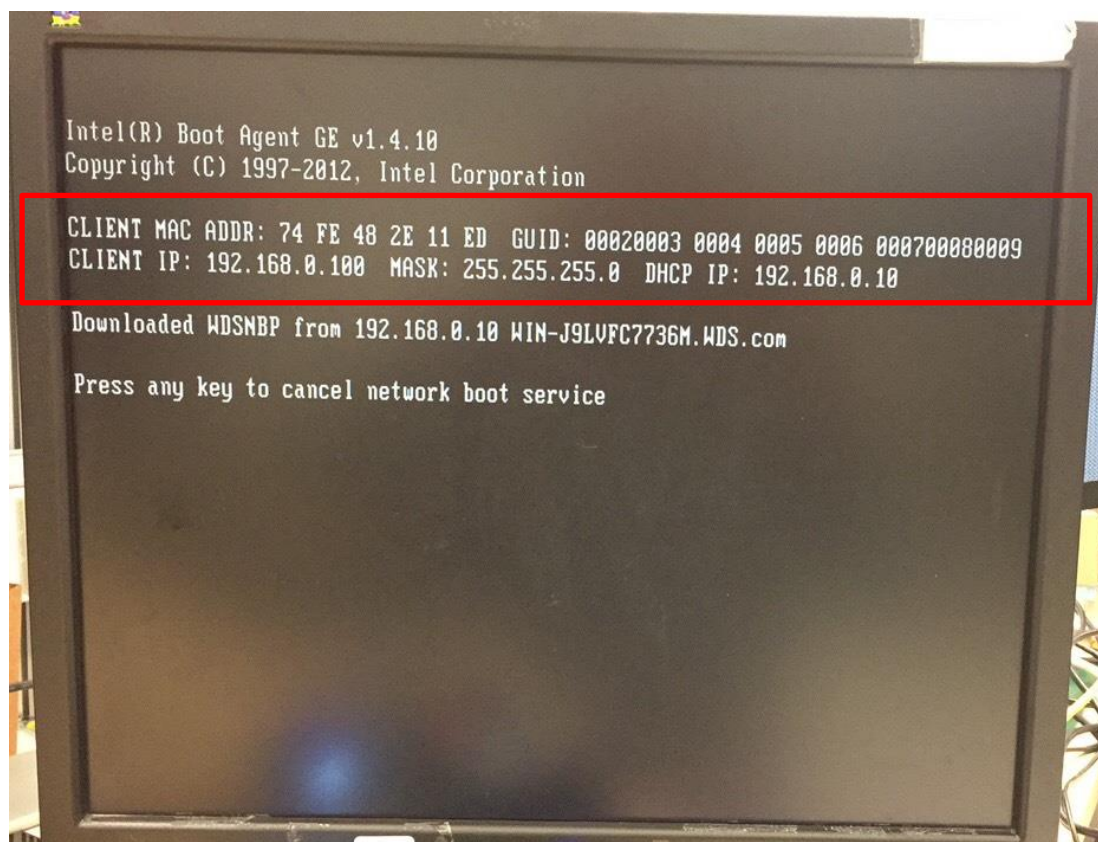 Intel(R) Boot Agent GE v1.4.10
Copyright (C) 1997-2012, Intel Corporation
CLIENT MAC ADDR: 74 FE 48 2E 11 ED GUID: 00020003 0004 0005 0006 000700080009
CLIENT IP: 192.168.0.100 MASK: 255.255.255.0 DHCP IP: 192.168.0.10
Downloaded WDSNBP from 192.168.0.10 WIN-J9LVFC7736M.WDS.com
Press any key to cancel network boot service